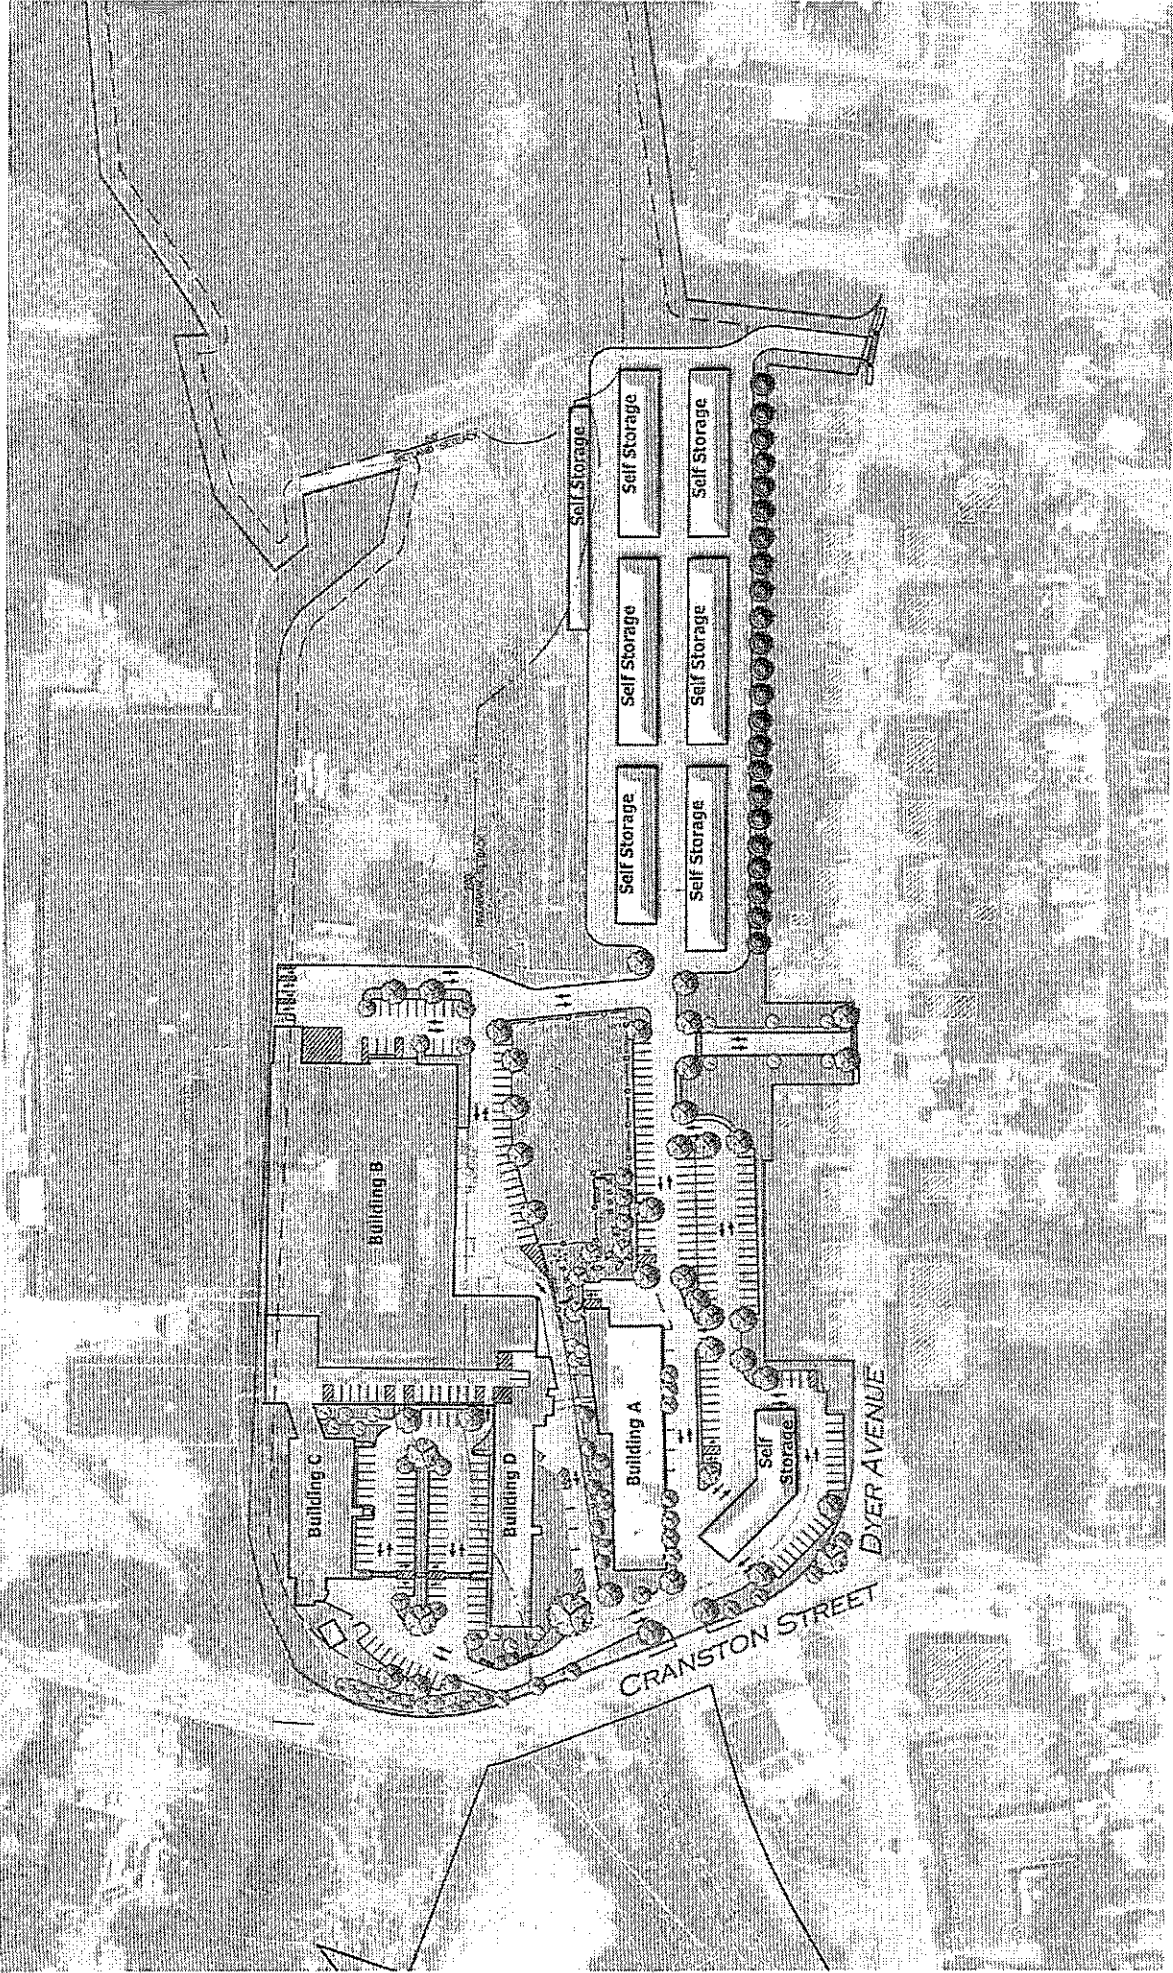 Self Storage
Self Storage
Self Storage
Self Storage
Self Storage
Self Storage
Self Storage
Building B
Building C
Building D
Building A
Self
Storage
CRANSTON STREET
DYER AVENUE